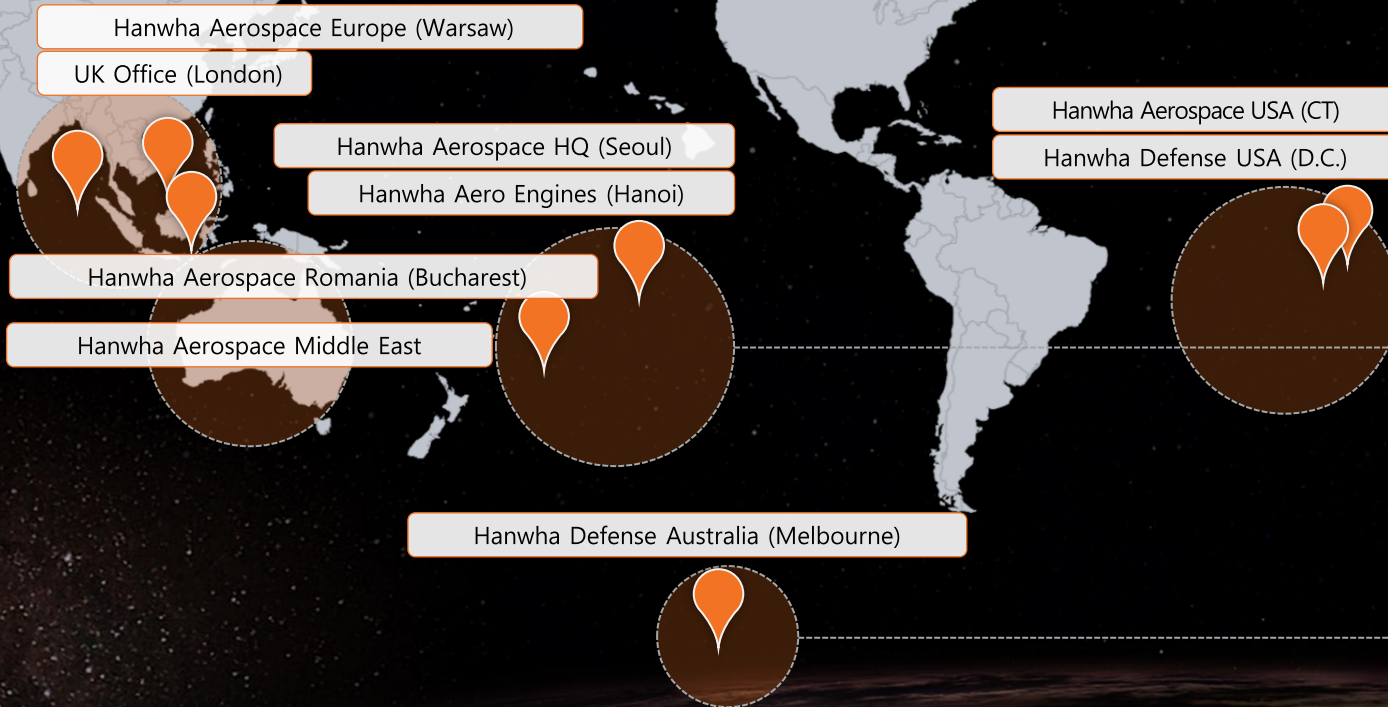 Hanwha Aerospace Europe (Warsaw)
UK Office (London)
Hanwha Aerospace USA (CT)
Hanwha Aerospace HQ (Seoul)
Hanwha Defense USA (D.C.)
Hanwha Aero Engines (Hanoi)
Hanwha Aerospace Romania (Bucharest)
Hanwha Aerospace Middle East
Hanwha Defense Australia (Melbourne)